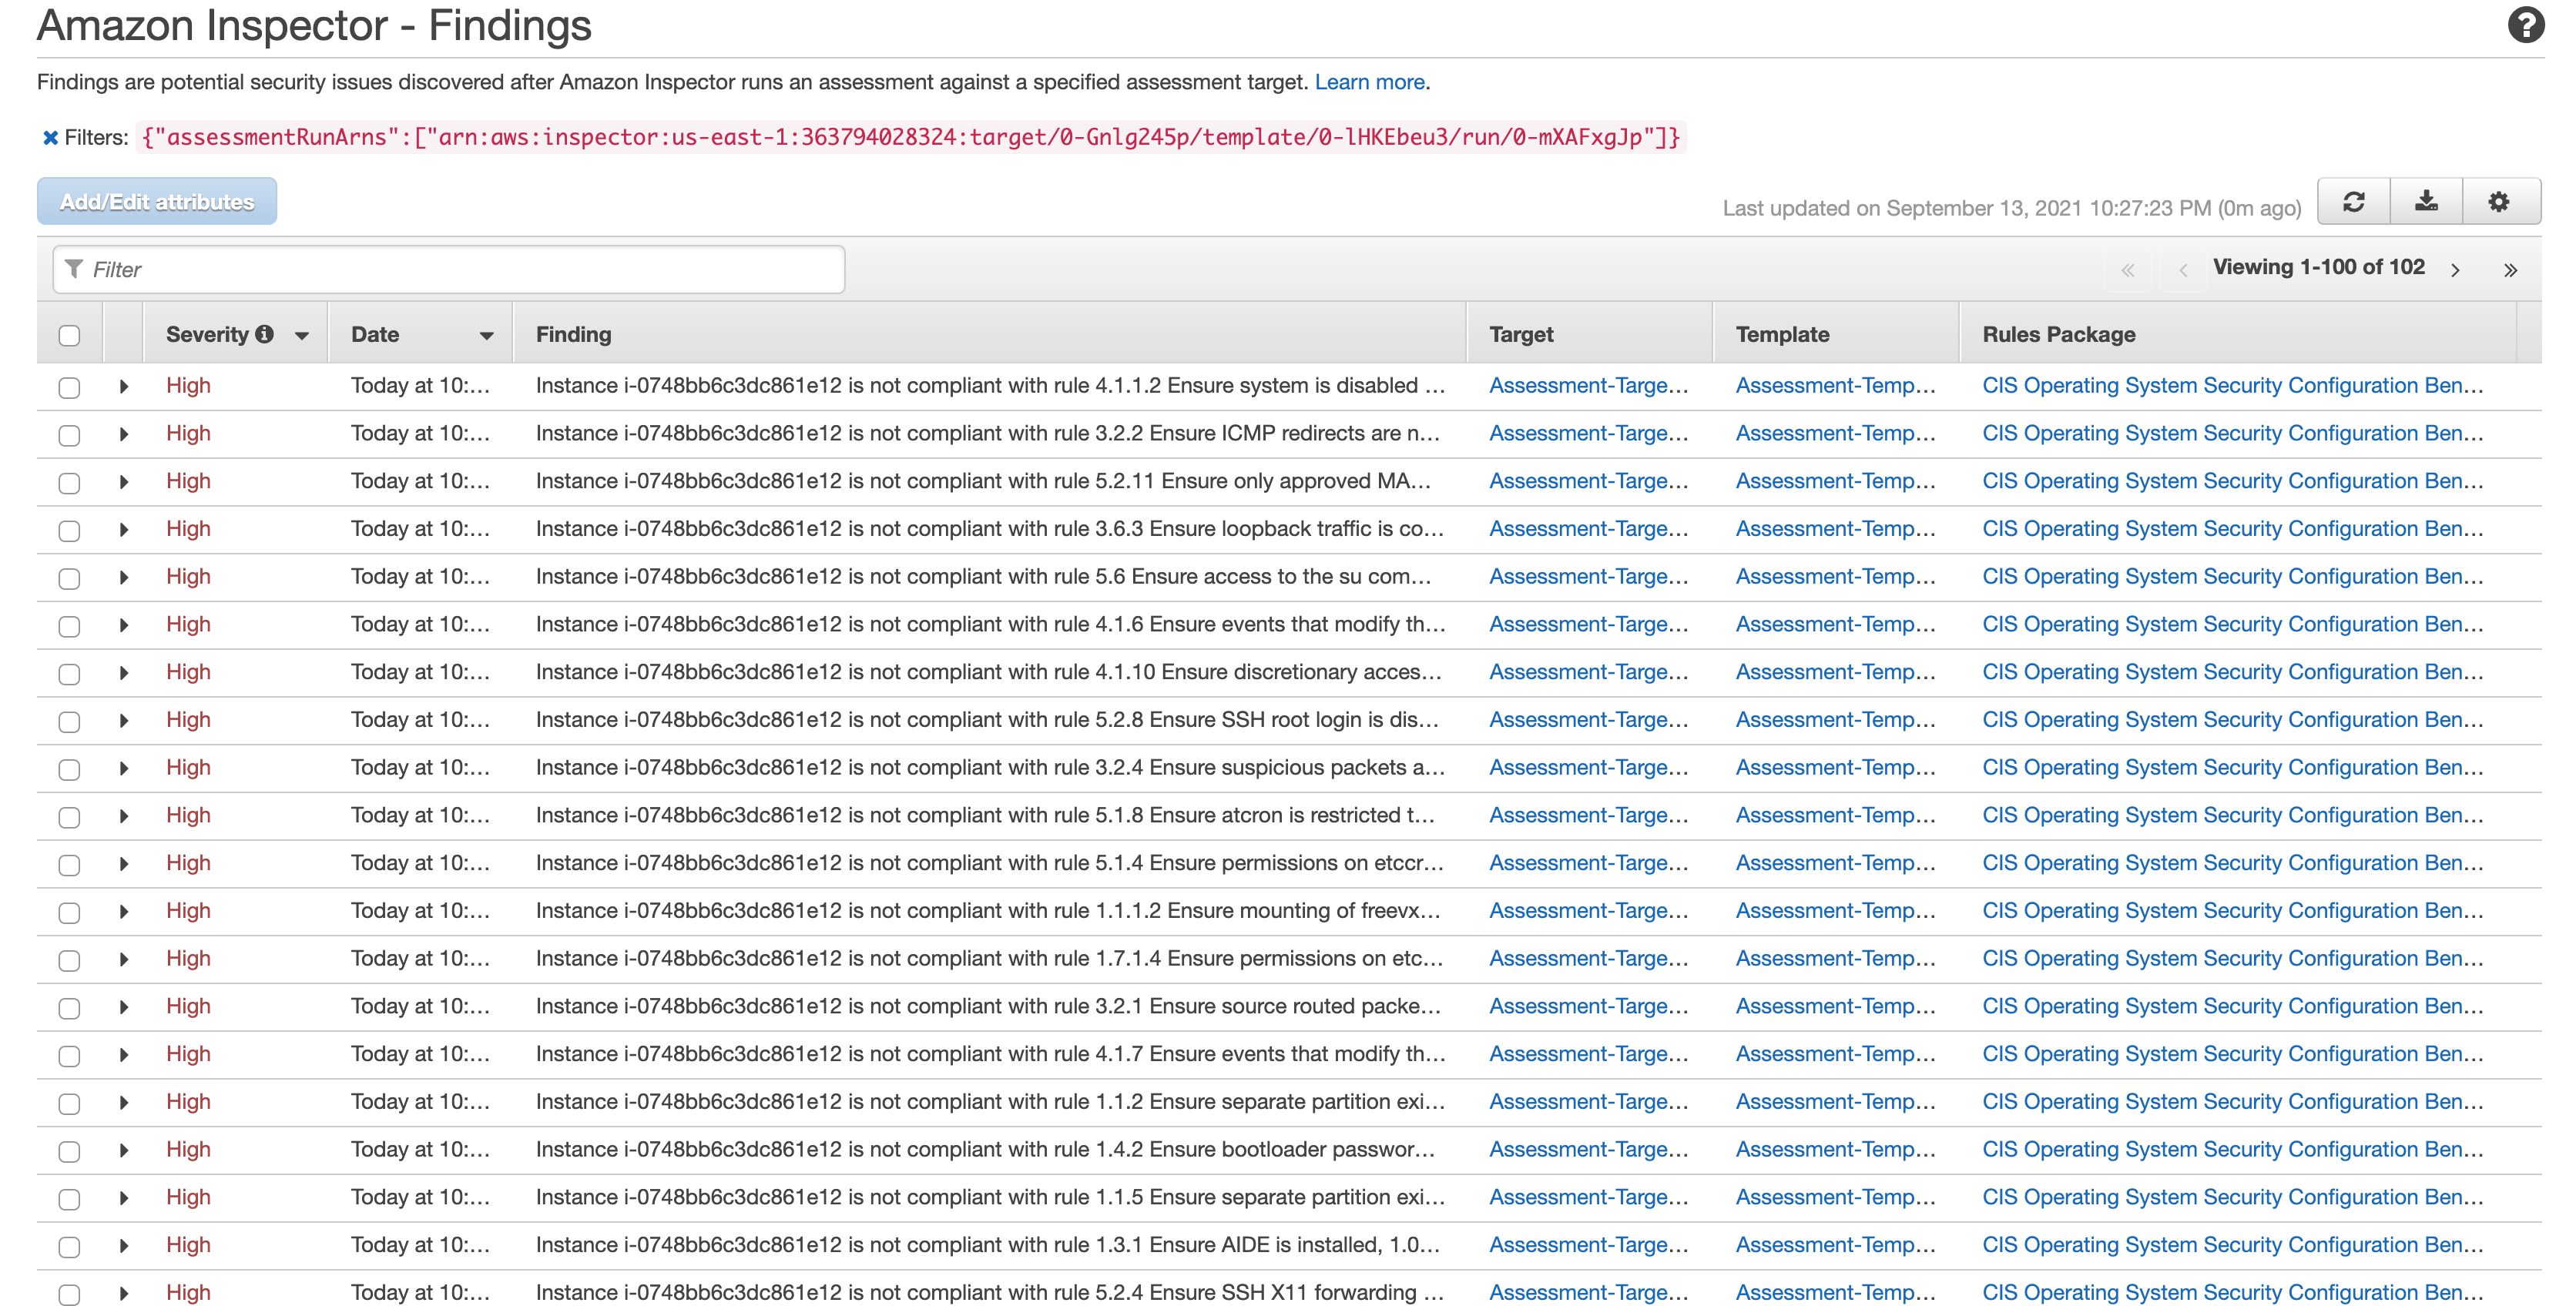 Amazon Inspector - Findings
Findings are potential security issues discovered after Amazon Inspector runs an assessment against a specified assessment target. Learn more.
Filters: {"assessmentRunArns":["arn:aws:inspector:us-east-1:363794028324:target/0-Gnlg245p/template/0-lHKEbeu3/run/0-mXAFxgJp"]}
Add/Edit attributes Last updated on September 13, 2021 10:27:23 PM (0m ago)
Filter « ‹ Viewing 1-100 of 102 › »
Severity Date Finding Target Template Rules Package
High Today at 10:... Instance i-0748bb6c3dc861e12 is not compliant with rule 4.1.1.2 Ensure system is disabled ... Assessment-Targe... Assessment-Temp... CIS Operating System Security Configuration Ben...
High Today at 10:... Instance i-0748bb6c3dc861e12 is not compliant with rule 3.2.2 Ensure ICMP redirects are n... Assessment-Targe... Assessment-Temp... CIS Operating System Security Configuration Ben...
High Today at 10:... Instance i-0748bb6c3dc861e12 is not compliant with rule 5.2.11 Ensure only approved MA... Assessment-Targe... Assessment-Temp... CIS Operating System Security Configuration Ben...
High Today at 10:... Instance i-0748bb6c3dc861e12 is not compliant with rule 3.6.3 Ensure loopback traffic is co... Assessment-Targe... Assessment-Temp... CIS Operating System Security Configuration Ben...
High Today at 10:... Instance i-0748bb6c3dc861e12 is not compliant with rule 5.6 Ensure access to the su com... Assessment-Targe... Assessment-Temp... CIS Operating System Security Configuration Ben...
High Today at 10:... Instance i-0748bb6c3dc861e12 is not compliant with rule 4.1.6 Ensure events that modify th... Assessment-Targe... Assessment-Temp... CIS Operating System Security Configuration Ben...
High Today at 10:... Instance i-0748bb6c3dc861e12 is not compliant with rule 4.1.10 Ensure discretionary acces... Assessment-Targe... Assessment-Temp... CIS Operating System Security Configuration Ben...
High Today at 10:... Instance i-0748bb6c3dc861e12 is not compliant with rule 5.2.8 Ensure SSH root login is dis... Assessment-Targe... Assessment-Temp... CIS Operating System Security Configuration Ben...
High Today at 10:... Instance i-0748bb6c3dc861e12 is not compliant with rule 3.2.4 Ensure suspicious packets a... Assessment-Targe... Assessment-Temp... CIS Operating System Security Configuration Ben...
High Today at 10:... Instance i-0748bb6c3dc861e12 is not compliant with rule 5.1.8 Ensure atcron is restricted t... Assessment-Targe... Assessment-Temp... CIS Operating System Security Configuration Ben...
High Today at 10:... Instance i-0748bb6c3dc861e12 is not compliant with rule 5.1.4 Ensure permissions on etccr... Assessment-Targe... Assessment-Temp... CIS Operating System Security Configuration Ben...
High Today at 10:... Instance i-0748bb6c3dc861e12 is not compliant with rule 1.1.1.2 Ensure mounting of freevx... Assessment-Targe... Assessment-Temp... CIS Operating System Security Configuration Ben...
High Today at 10:... Instance i-0748bb6c3dc861e12 is not compliant with rule 1.7.1.4 Ensure permissions on etc... Assessment-Targe... Assessment-Temp... CIS Operating System Security Configuration Ben...
High Today at 10:... Instance i-0748bb6c3dc861e12 is not compliant with rule 3.2.1 Ensure source routed packe... Assessment-Targe... Assessment-Temp... CIS Operating System Security Configuration Ben...
High Today at 10:... Instance i-0748bb6c3dc861e12 is not compliant with rule 4.1.7 Ensure events that modify th... Assessment-Targe... Assessment-Temp... CIS Operating System Security Configuration Ben...
High Today at 10:... Instance i-0748bb6c3dc861e12 is not compliant with rule 1.1.2 Ensure separate partition exi... Assessment-Targe... Assessment-Temp... CIS Operating System Security Configuration Ben...
High Today at 10:... Instance i-0748bb6c3dc861e12 is not compliant with rule 1.4.2 Ensure bootloader passwor... Assessment-Targe... Assessment-Temp... CIS Operating System Security Configuration Ben...
High Today at 10:... Instance i-0748bb6c3dc861e12 is not compliant with rule 1.1.5 Ensure separate partition exi... Assessment-Targe... Assessment-Temp... CIS Operating System Security Configuration Ben...
High Today at 10:... Instance i-0748bb6c3dc861e12 is not compliant with rule 1.3.1 Ensure AIDE is installed, 1.0... Assessment-Targe... Assessment-Temp... CIS Operating System Security Configuration Ben...
High Today at 10:... Instance i-0748bb6c3dc861e12 is not compliant with rule 5.2.4 Ensure SSH X11 forwarding ... Assessment-Targe... Assessment-Temp... CIS Operating System Security Configuration Ben...